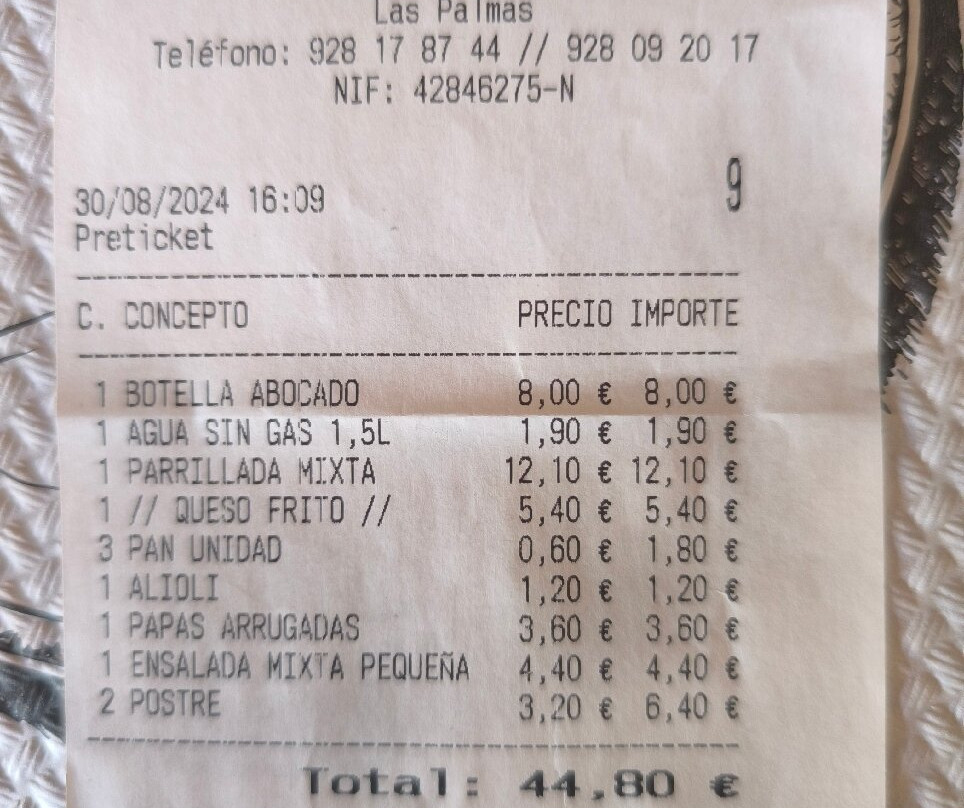 Las Palmas
Teléfono: 928 17 87 44 // 928 09 20 17
NIF: 42846275-N
9
30/08/2024 16:09
Preticket
C. CONCEPTO PRECIO IMPORTE
1 BOTELLA ABOCADO 8,00 € 8,00 €
1 AGUA SIN GAS 1,5L 1,90 € 1,90 €
1 PARRILLADA MIXTA 12,10 € 12,10 €
1 // QUESO FRITO // 5,40 € 5,40 €
3 PAN UNIDAD 0,60 € 1,80 €
1 ALIOLI 1,20 € 1,20 €
1 PAPAS ARRUGADAS 3,60 € 3,60 €
1 ENSALADA MIXTA PEQUEÑA 4,40 € 4,40 €
2 POSTRE 3,20 € 6,40 €
Total: 44,80 €